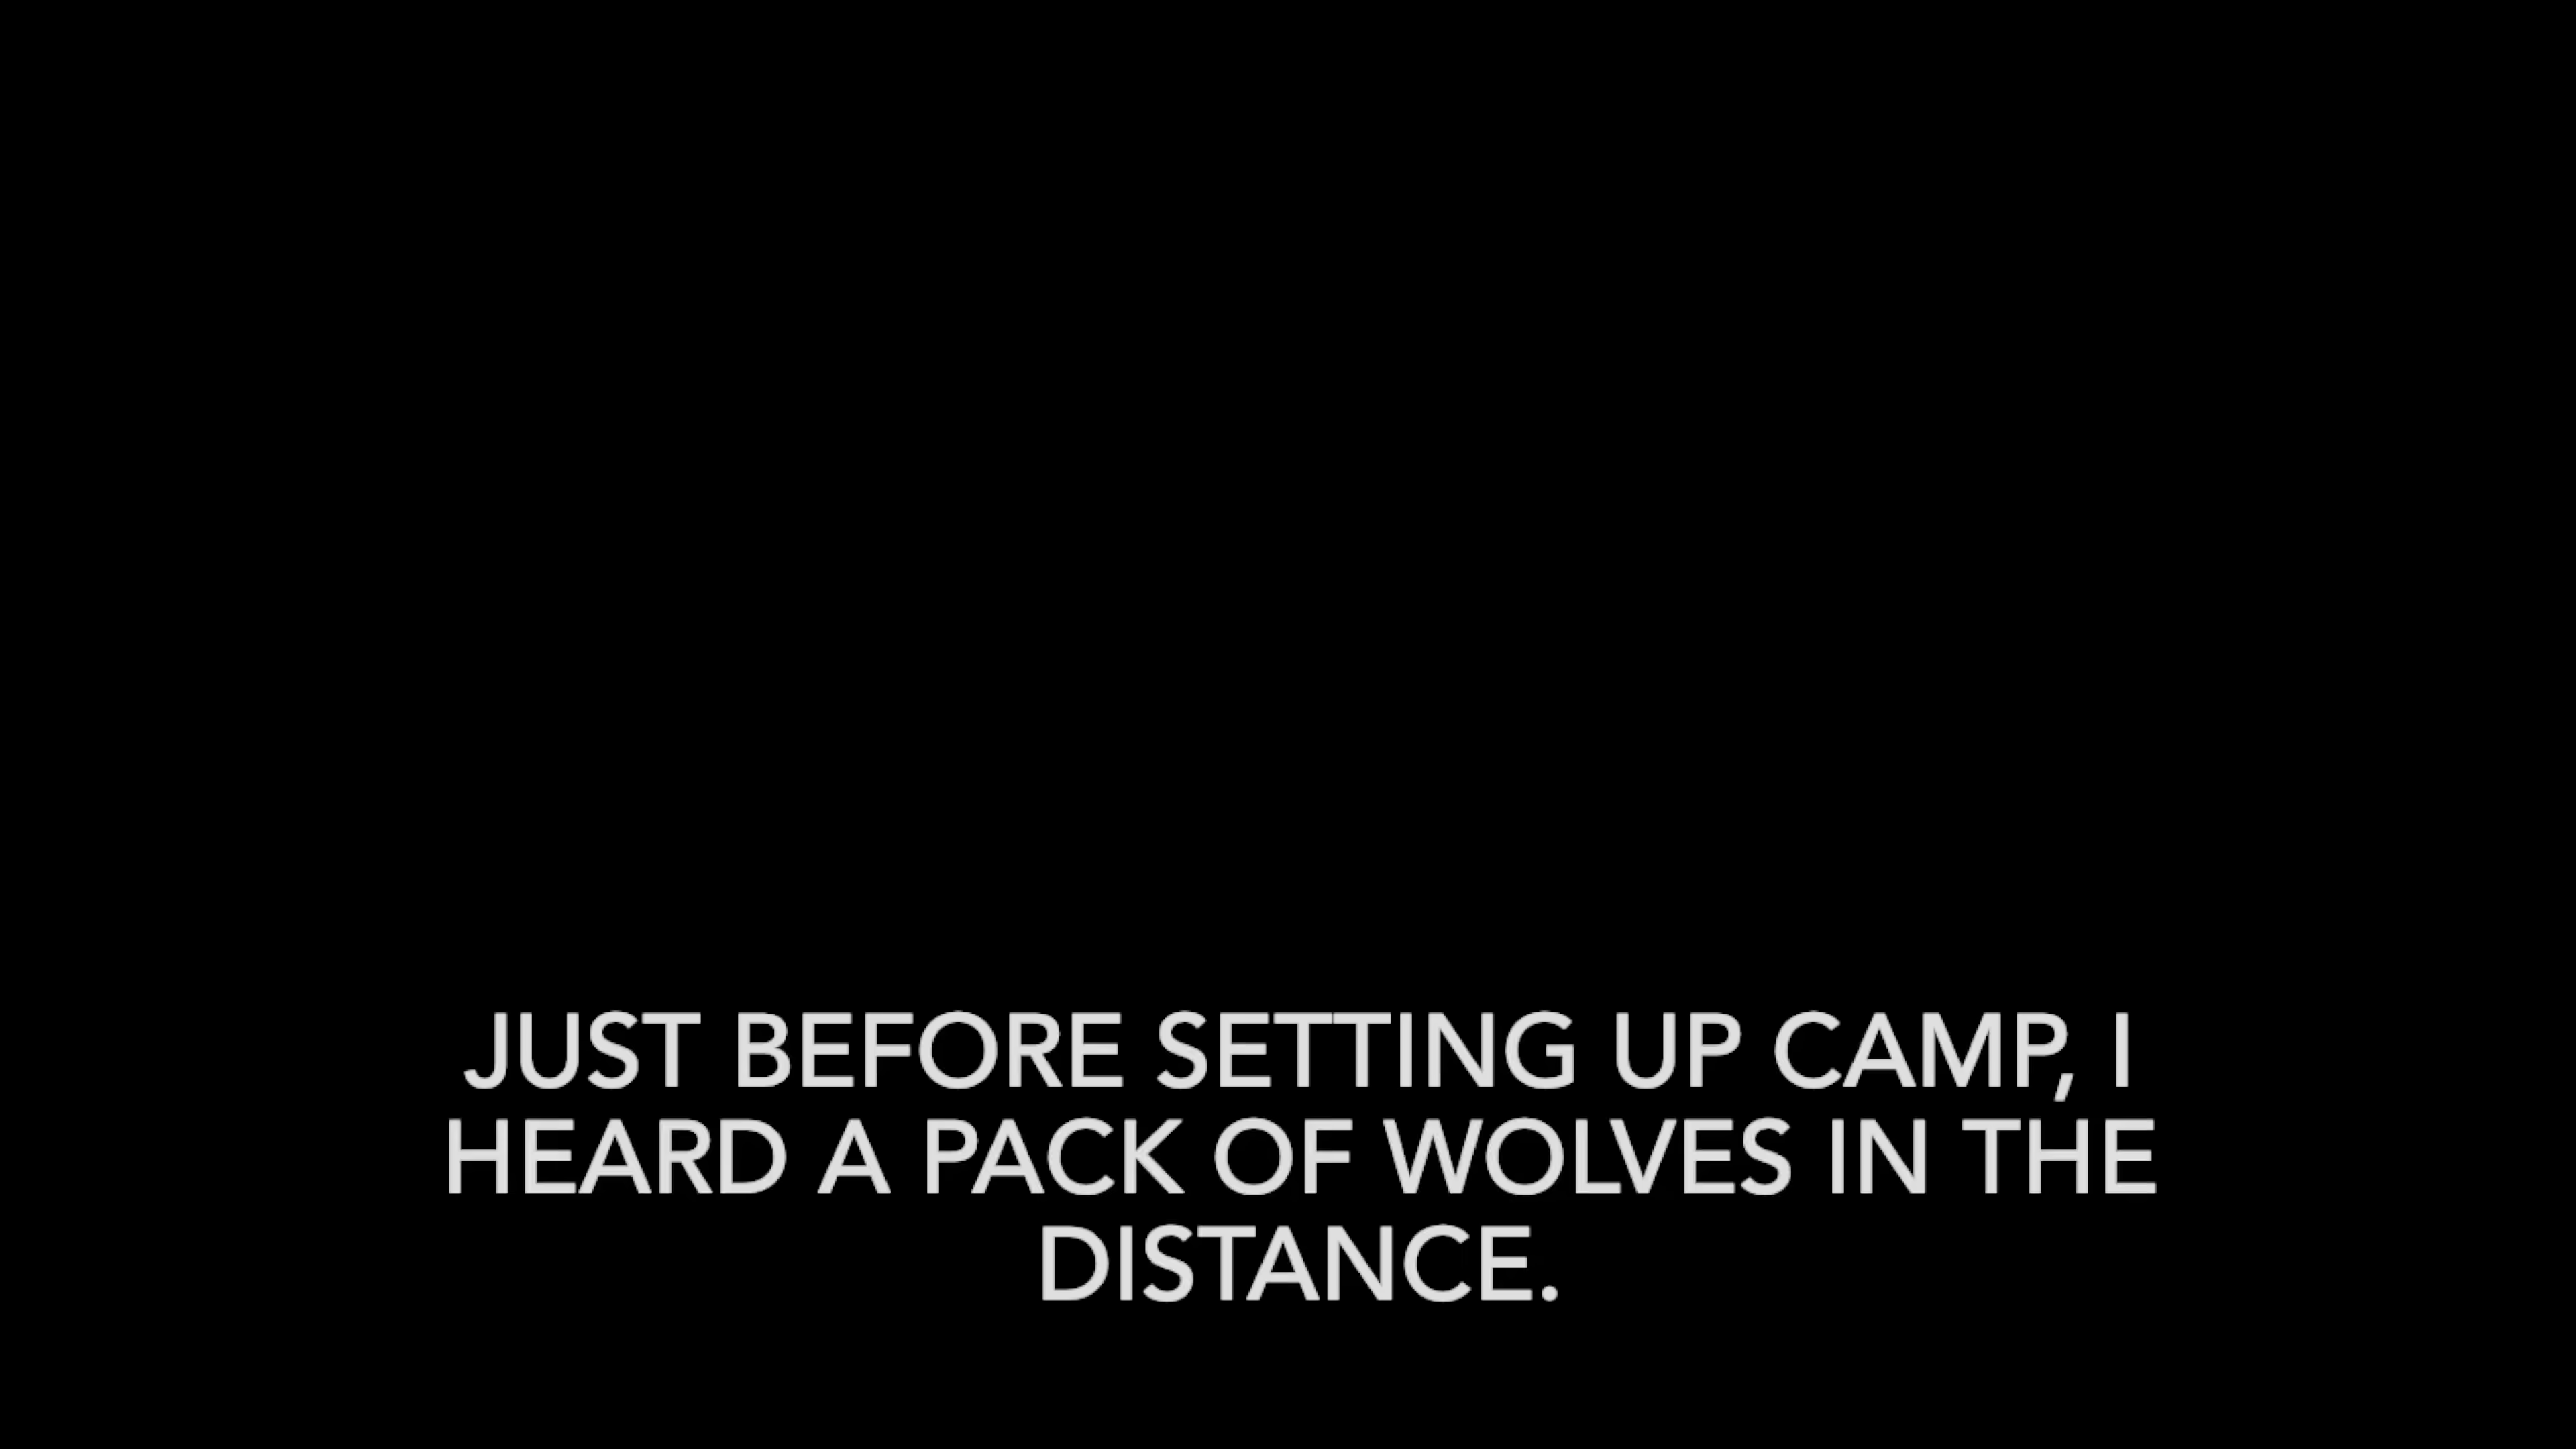 JUST BEFORE SETTING UP CAMP, I
HEARD A PACK OF WOLVES IN THE
DISTANCE.